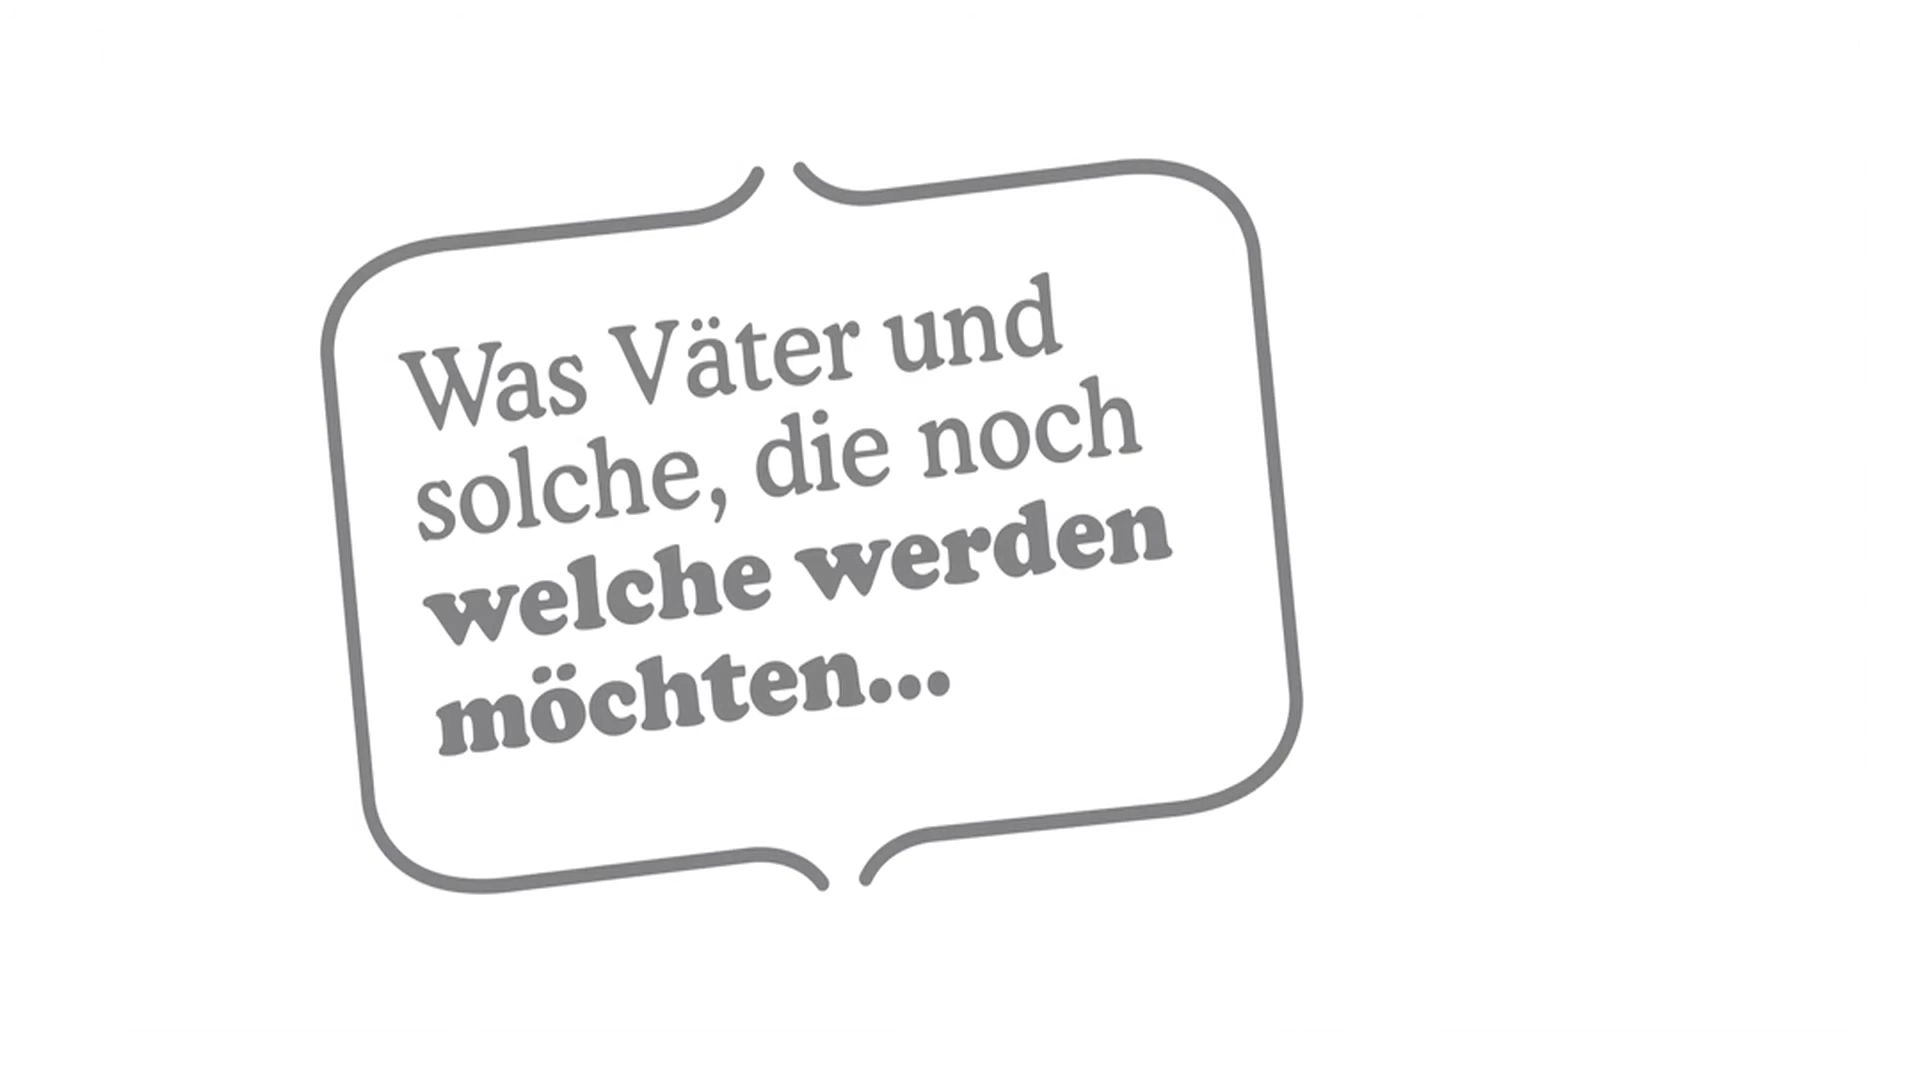 Was Väter und
solche, die noch
welche werden
möchten...